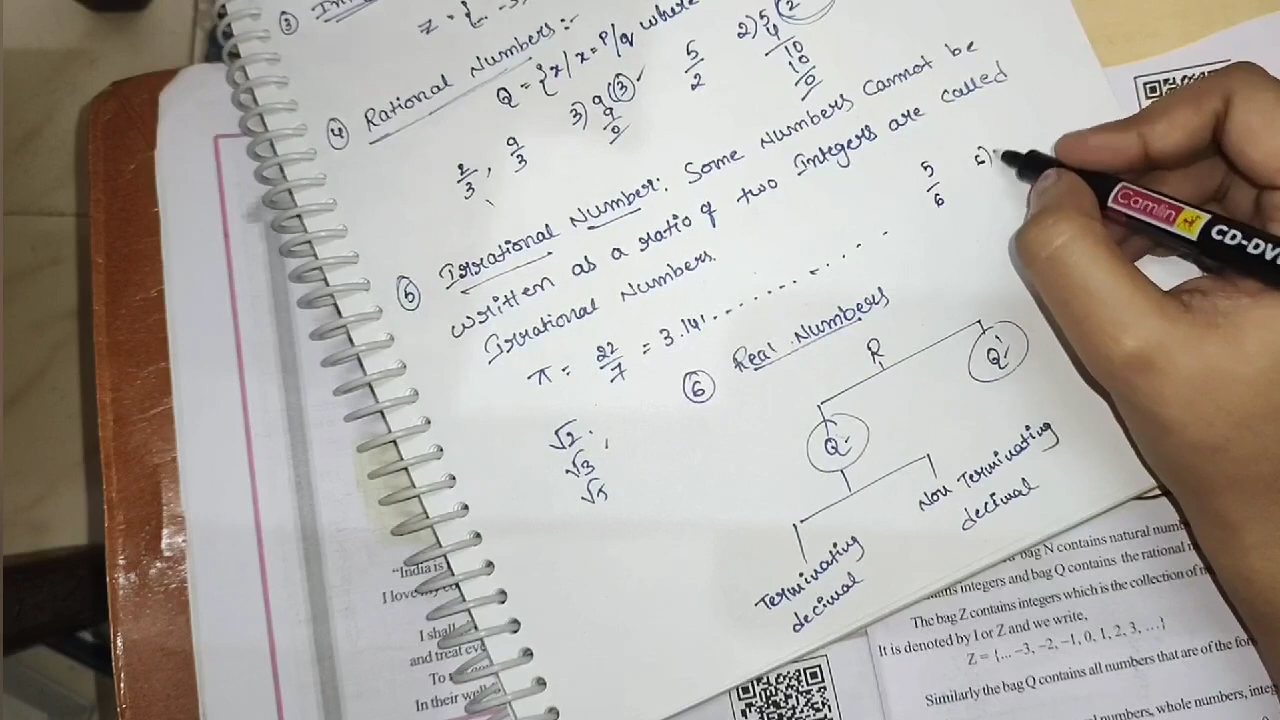 ③
Z = {... -3,
④ Rational Numbers :-
Q = {x/x = p/q where
2/3 , 9/3
3) 9 (3 ✓
9
0
5/2
2) 5 (2
4
10
10
0
⑤ Irrational Number: Some Numbers Cannot be
written as a ratio of two Integers are called
Irrational Numbers.
5/6
6)
π = 22/7 = 3.141..............
√2 .
√3 ,
⑥ Real Numbers
R
Q
Q'
Terminating
decimal
Non Terminating
decimal
Camlin CD-DV
"India is
I love my co
I shall
and treat eve
To
In their well
bag N contains natural num
integers and bag Q contains the rational n
The bag Z contains integers which is the collection of
It is denoted by I or Z and we write,
Z = {... −3, −2, −1, 0, 1, 2, 3, ...}
Similarly the bag Q contains all numbers that are of the for
numbers, whole numbers, integ